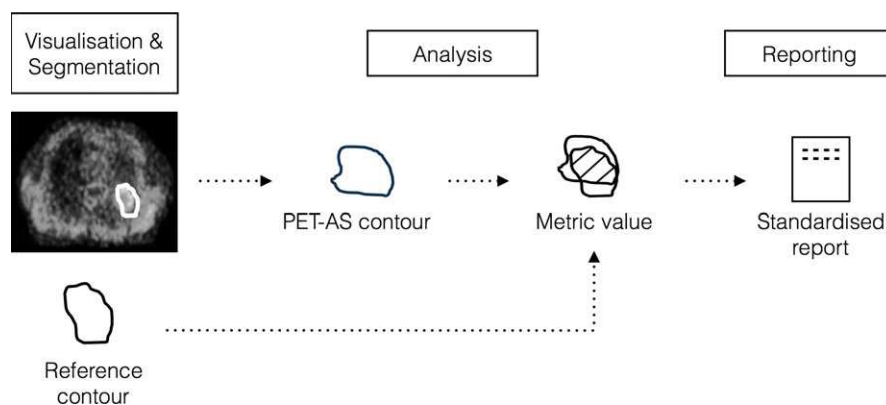 Visualisation &
Segmentation
Analysis
Reporting
PET-AS contour
Metric value
Standardised
report
Reference
contour